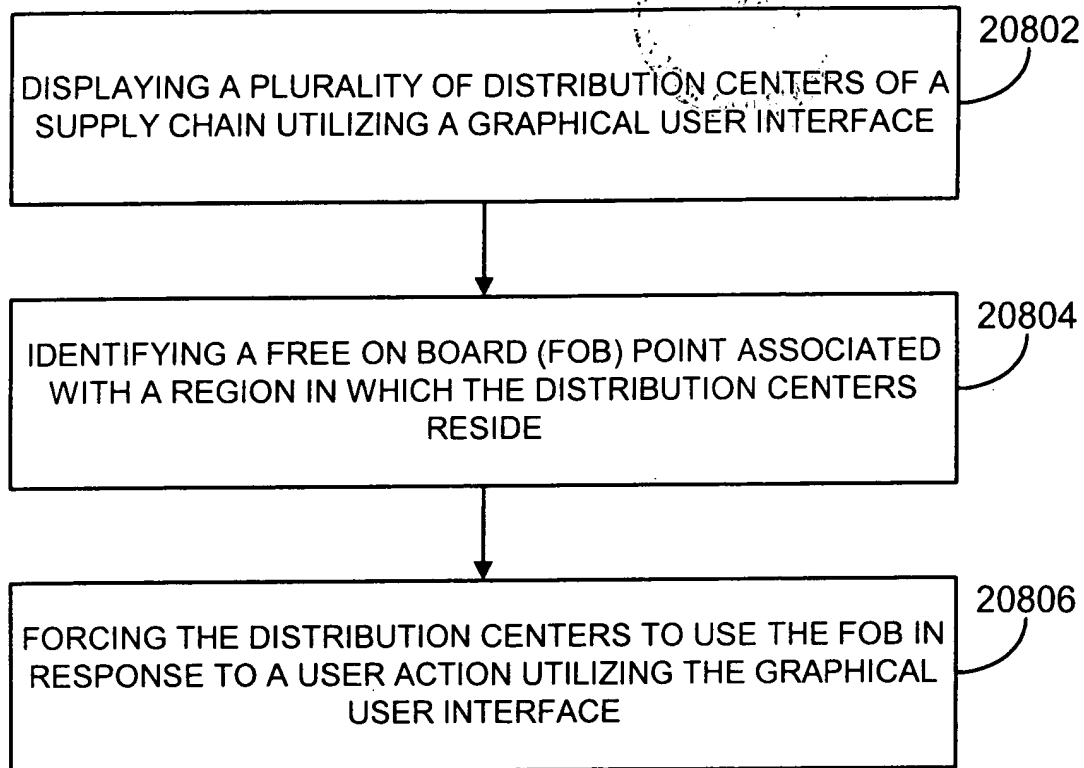 20802
DISPLAYING A PLURALITY OF DISTRIBUTION CENTERS OF A
SUPPLY CHAIN UTILIZING A GRAPHICAL USER INTERFACE
20804
IDENTIFYING A FREE ON BOARD (FOB) POINT ASSOCIATED
WITH A REGION IN WHICH THE DISTRIBUTION CENTERS
RESIDE
20806
FORCING THE DISTRIBUTION CENTERS TO USE THE FOB IN
RESPONSE TO A USER ACTION UTILIZING THE GRAPHICAL
USER INTERFACE